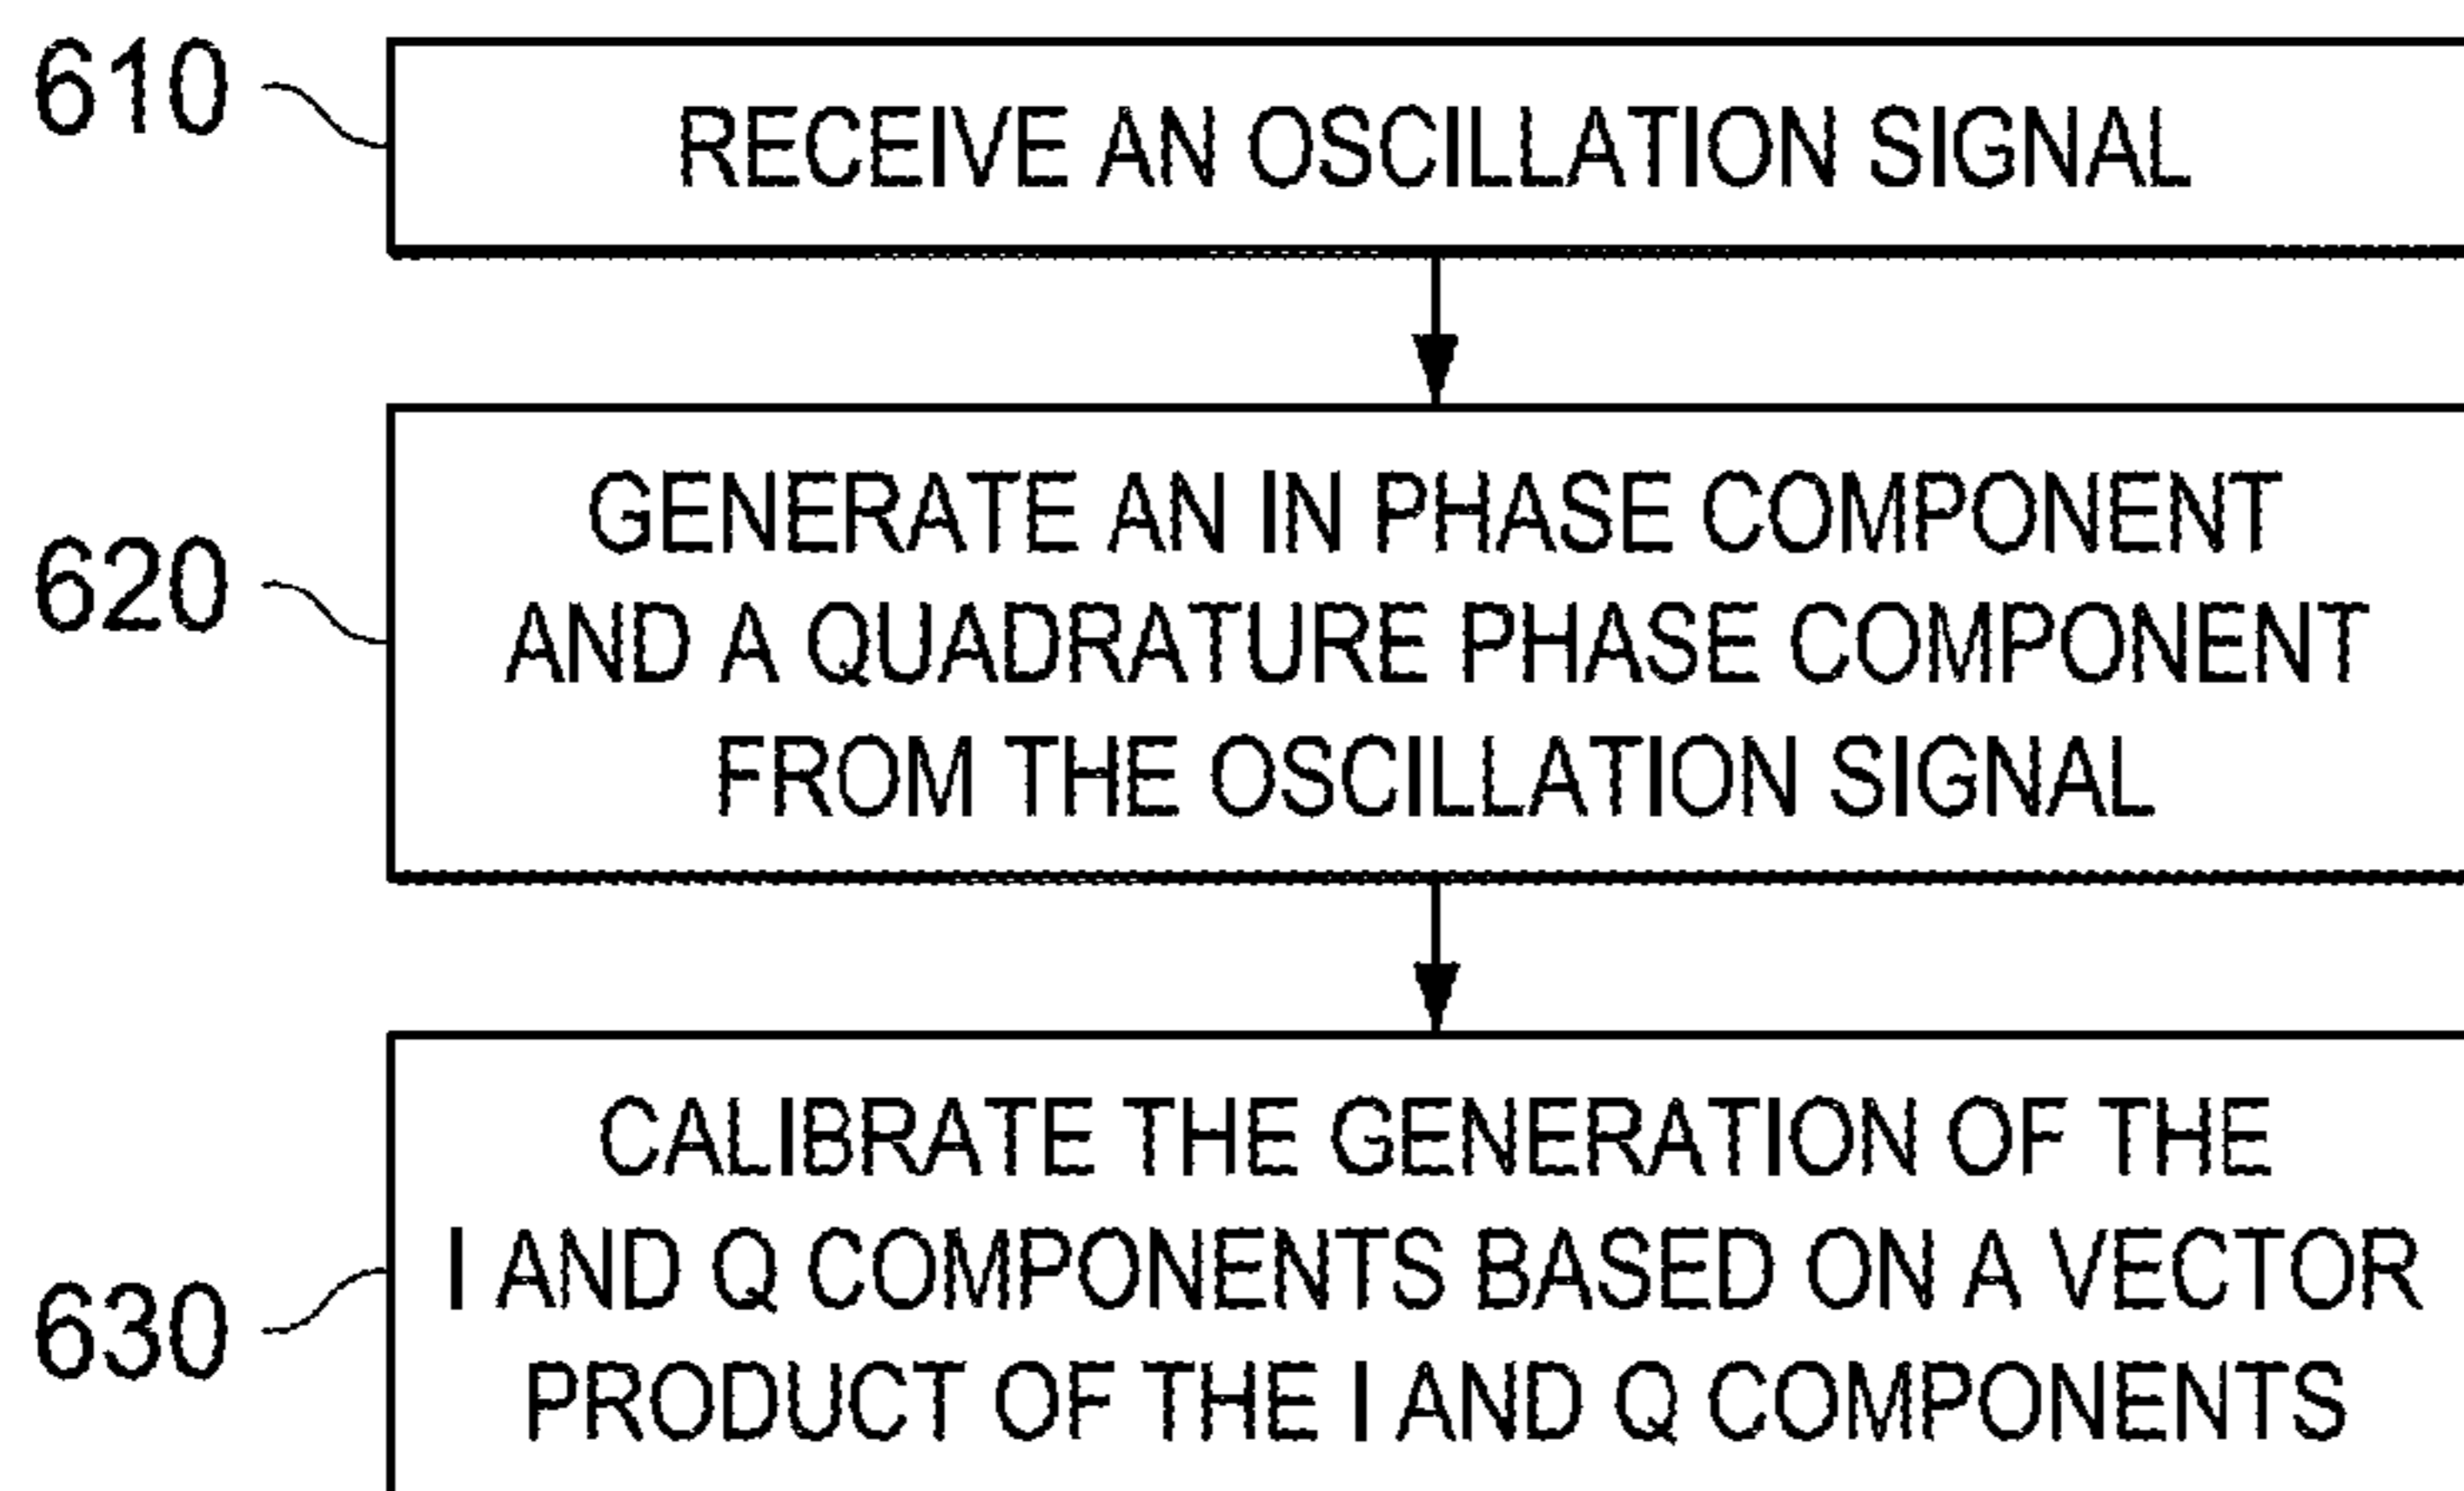 610
RECEIVE AN OSCILLATION SIGNAL
620
GENERATE AN IN PHASE COMPONENT
AND A QUADRATURE PHASE COMPONENT
FROM THE OSCILLATION SIGNAL
630
CALIBRATE THE GENERATION OF THE
I AND Q COMPONENTS BASED ON A VECTOR
PRODUCT OF THE I AND Q COMPONENTS